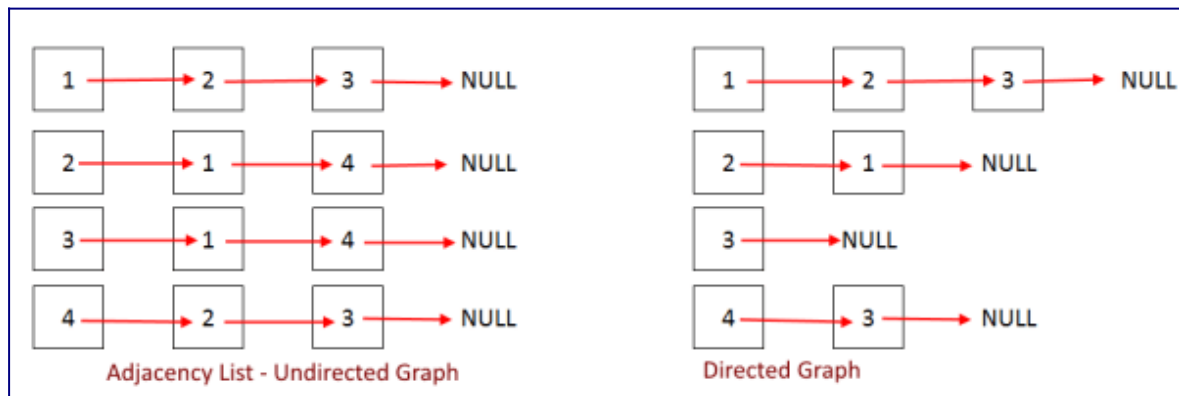 1 2 3 NULL
2 1 4 NULL
3 1 4 NULL
4 2 3 NULL
Adjacency List - Undirected Graph
1 2 3 NULL
2 1 NULL
3 NULL
4 3 NULL
Directed Graph